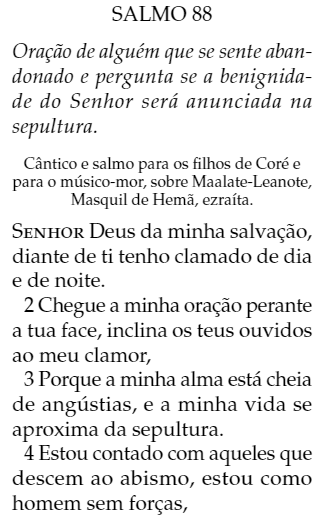 SALMO 88
Oração de alguém que se sente aban-
donado e pergunta se a benignida-
de do Senhor será anunciada na
sepultura.
Cântico e salmo para os filhos de Coré e
para o músico-mor, sobre Maalate-Leanote,
Masquil de Hemã, ezraíta.
SENHOR Deus da minha salvação,
diante de ti tenho clamado de dia
e de noite.
2 Chegue a minha oração perante
a tua face, inclina os teus ouvidos
ao meu clamor,
3 Porque a minha alma está cheia
de angústias, e a minha vida se
aproxima da sepultura.
4 Estou contado com aqueles que
descem ao abismo, estou como
homem sem forças,